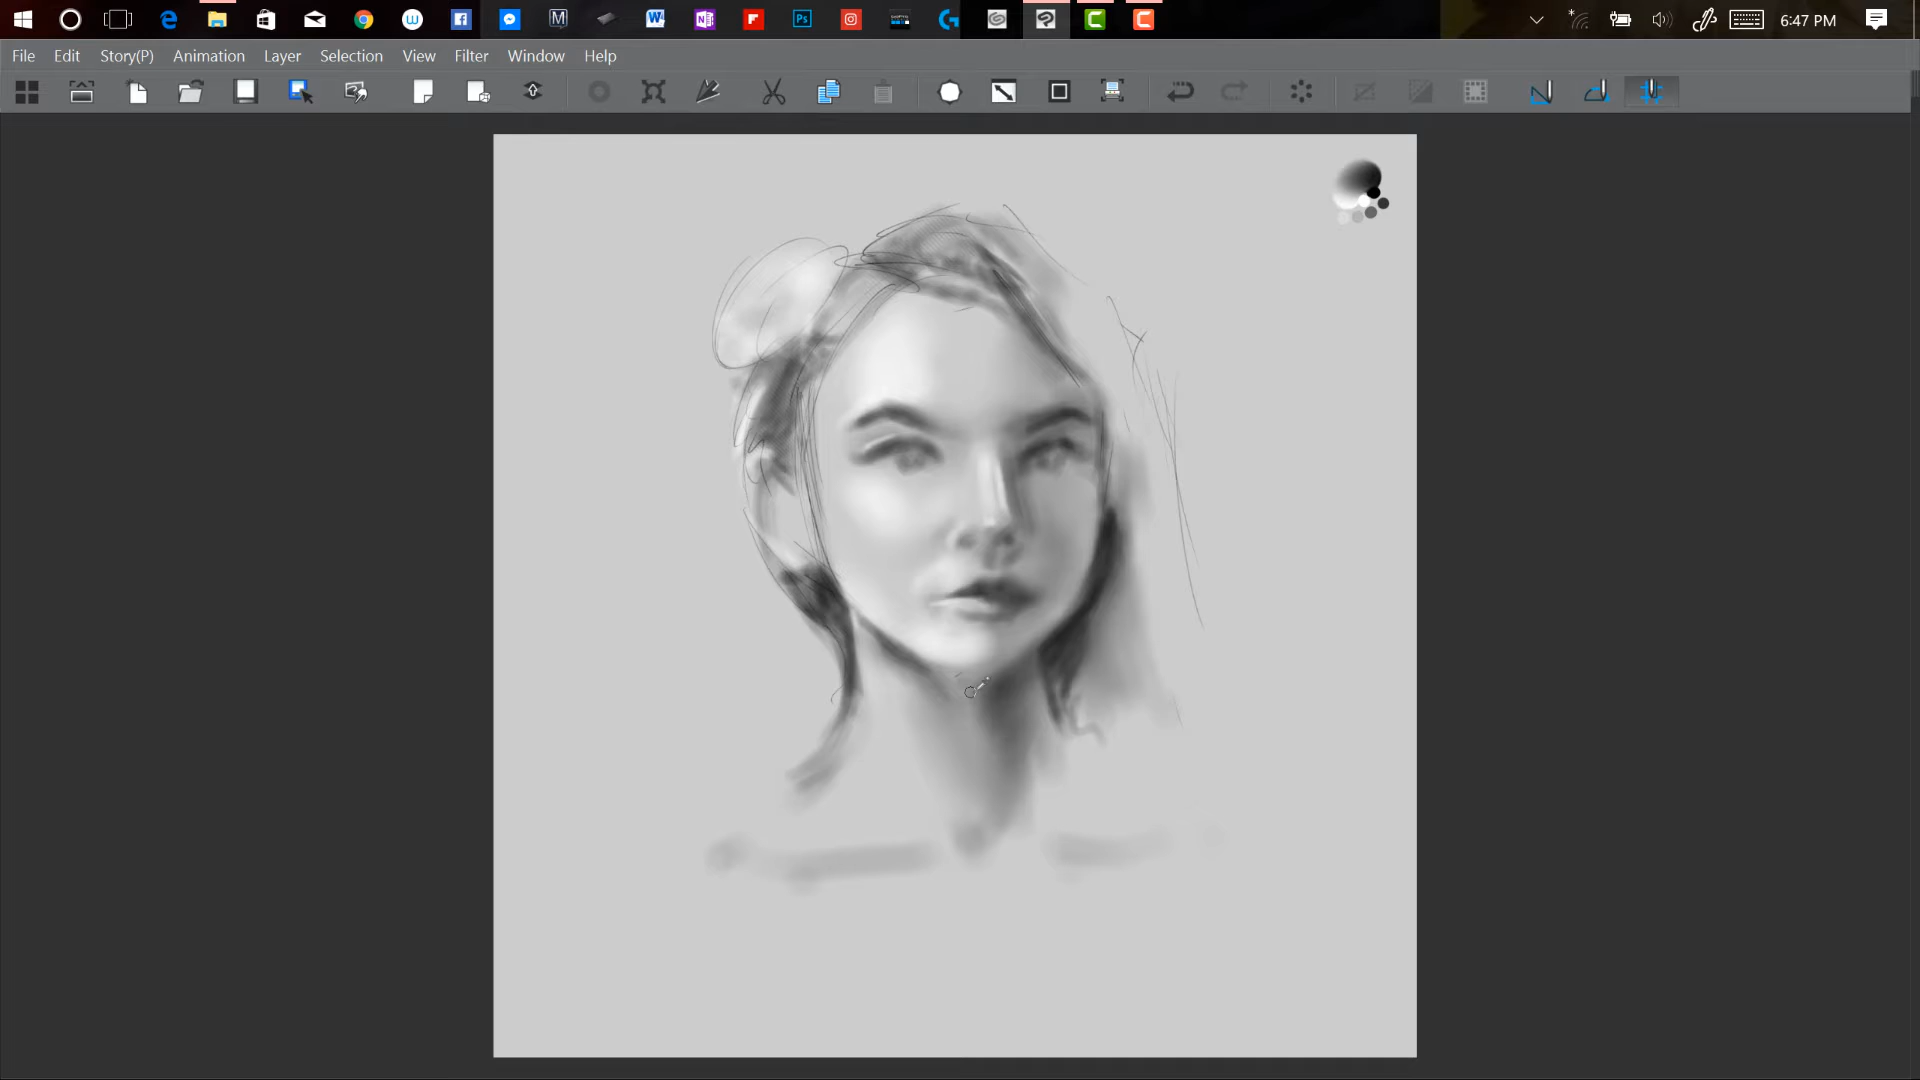 6:47 PM
File Edit Story(P) Animation Layer Selection View Filter Window Help